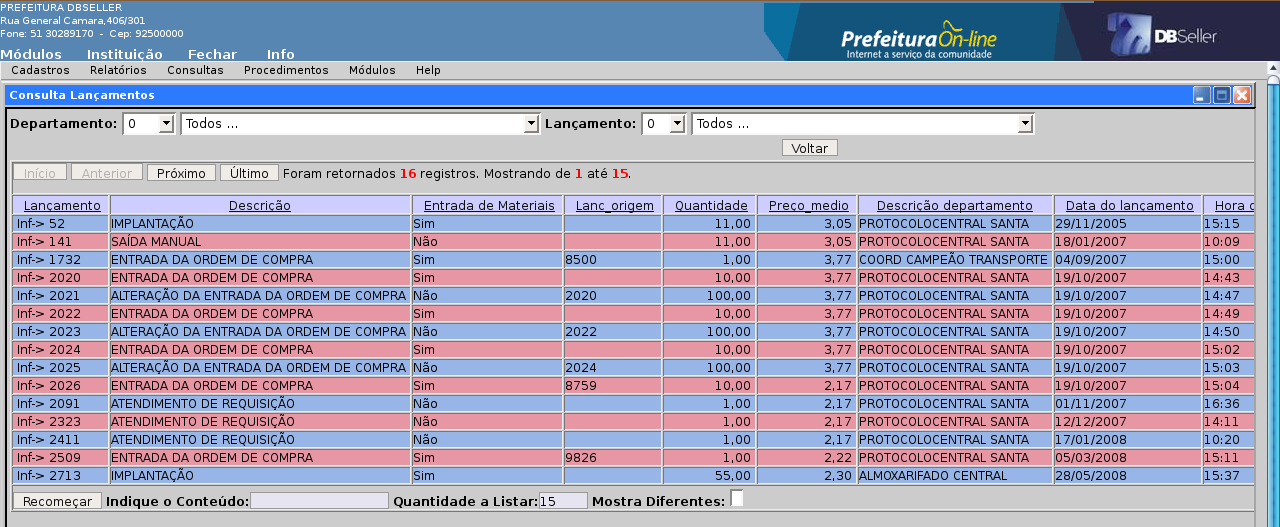 PREFEITURA DBSELLER
Rua General Camara,406/301
Fone: 51 30289170 - Cep: 92500000
PrefeituraOn-line
Internet a serviço da comunidade
DBSeller
Módulos Instituição Fechar Info
Cadastros Relatórios Consultas Procedimentos Módulos Help
Consulta Lançamentos
Departamento: 0 Todos ... Lançamento: 0 Todos ...
Voltar
Início Anterior Próximo Último Foram retornados 16 registros. Mostrando de 1 até 15.
Lançamento Descrição Entrada de Materiais Lanc_origem Quantidade Preço_medio Descrição departamento Data do lançamento Hora
Inf-> 52 IMPLANTAÇÃO Sim 11,00 3,05 PROTOCOLOCENTRAL SANTA 29/11/2005 15:15
Inf-> 141 SAÍDA MANUAL Não 11,00 3,05 PROTOCOLOCENTRAL SANTA 18/01/2007 10:09
Inf-> 1732 ENTRADA DA ORDEM DE COMPRA Sim 8500 1,00 3,77 COORD CAMPEÃO TRANSPORTE 04/09/2007 15:00
Inf-> 2020 ENTRADA DA ORDEM DE COMPRA Sim 10,00 3,77 PROTOCOLOCENTRAL SANTA 19/10/2007 14:43
Inf-> 2021 ALTERAÇÃO DA ENTRADA DA ORDEM DE COMPRA Não 2020 100,00 3,77 PROTOCOLOCENTRAL SANTA 19/10/2007 14:47
Inf-> 2022 ENTRADA DA ORDEM DE COMPRA Sim 10,00 3,77 PROTOCOLOCENTRAL SANTA 19/10/2007 14:49
Inf-> 2023 ALTERAÇÃO DA ENTRADA DA ORDEM DE COMPRA Não 2022 100,00 3,77 PROTOCOLOCENTRAL SANTA 19/10/2007 14:50
Inf-> 2024 ENTRADA DA ORDEM DE COMPRA Sim 10,00 3,77 PROTOCOLOCENTRAL SANTA 19/10/2007 15:02
Inf-> 2025 ALTERAÇÃO DA ENTRADA DA ORDEM DE COMPRA Não 2024 100,00 3,77 PROTOCOLOCENTRAL SANTA 19/10/2007 15:03
Inf-> 2026 ENTRADA DA ORDEM DE COMPRA Sim 8759 10,00 2,17 PROTOCOLOCENTRAL SANTA 19/10/2007 15:04
Inf-> 2091 ATENDIMENTO DE REQUISIÇÃO Não 1,00 2,17 PROTOCOLOCENTRAL SANTA 01/11/2007 16:36
Inf-> 2323 ATENDIMENTO DE REQUISIÇÃO Não 1,00 2,17 PROTOCOLOCENTRAL SANTA 12/12/2007 14:11
Inf-> 2411 ATENDIMENTO DE REQUISIÇÃO Não 1,00 2,17 PROTOCOLOCENTRAL SANTA 17/01/2008 10:20
Inf-> 2509 ENTRADA DA ORDEM DE COMPRA Sim 9826 1,00 2,22 PROTOCOLOCENTRAL SANTA 05/03/2008 15:11
Inf-> 2713 IMPLANTAÇÃO Sim 55,00 2,30 ALMOXARIFADO CENTRAL 28/05/2008 15:37
Recomeçar Indique o Conteúdo: Quantidade a Listar: 15 Mostra Diferentes: